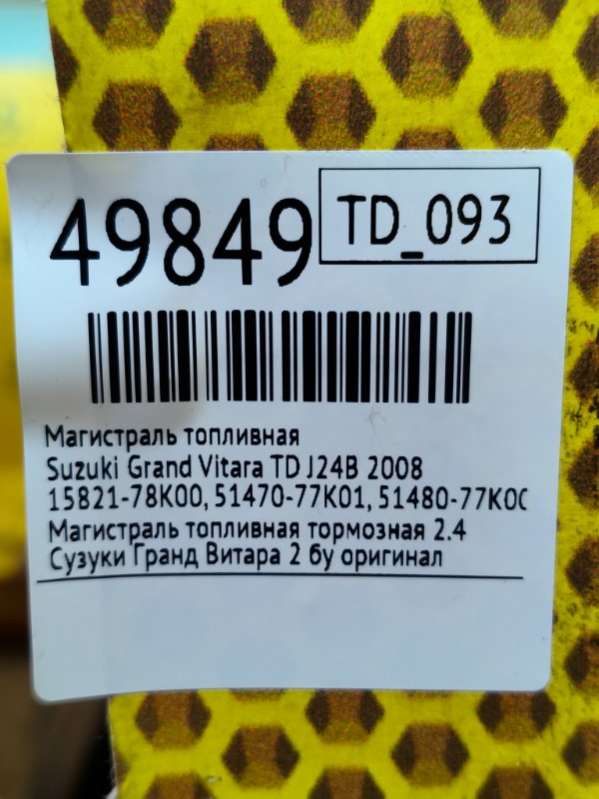 49849
TD_093
Магистраль топливная
Suzuki Grand Vitara TD J24B 2008
15821-78K00, 51470-77K01, 51480-77K0
Магистраль топливная тормозная 2.4
Сузуки Гранд Витара 2 бу оригинал